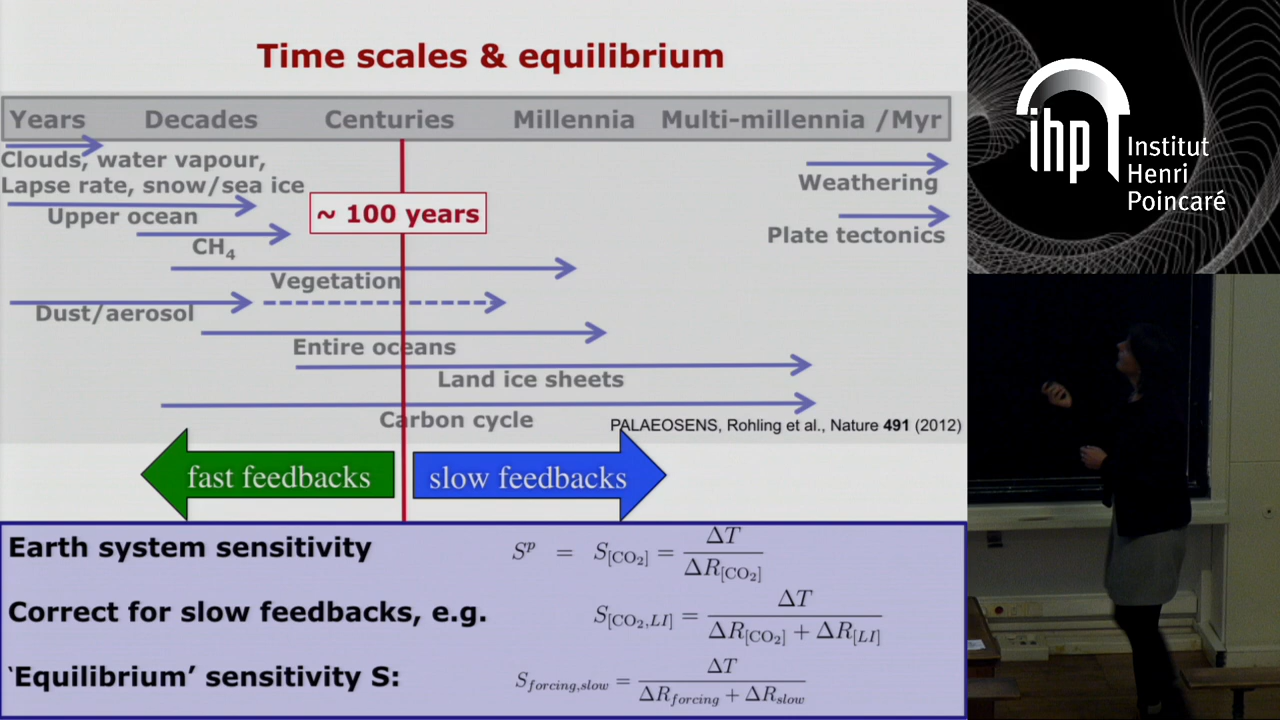 Time scales & equilibrium
Years Decades Centuries Millennia Multi-millennia /Myr
Clouds, water vapour,
Lapse rate, snow/sea ice
Weathering
Upper ocean
~ 100 years
Plate tectonics
CH₄
Vegetation
Dust/aerosol
Entire oceans
Land ice sheets
Carbon cycle
PALAEOSENS, Rohling et al., Nature 491 (2012)
fast feedbacks
slow feedbacks
Earth system sensitivity S^p = S_[CO₂] = ΔT / ΔR_[CO₂]
Correct for slow feedbacks, e.g. S_[CO₂,LI] = ΔT / (ΔR_[CO₂] + ΔR_[LI])
‘Equilibrium’ sensitivity S: S_forcing,slow = ΔT / (ΔR_forcing + ΔR_slow)
ihp
Institut
Henri
Poincaré